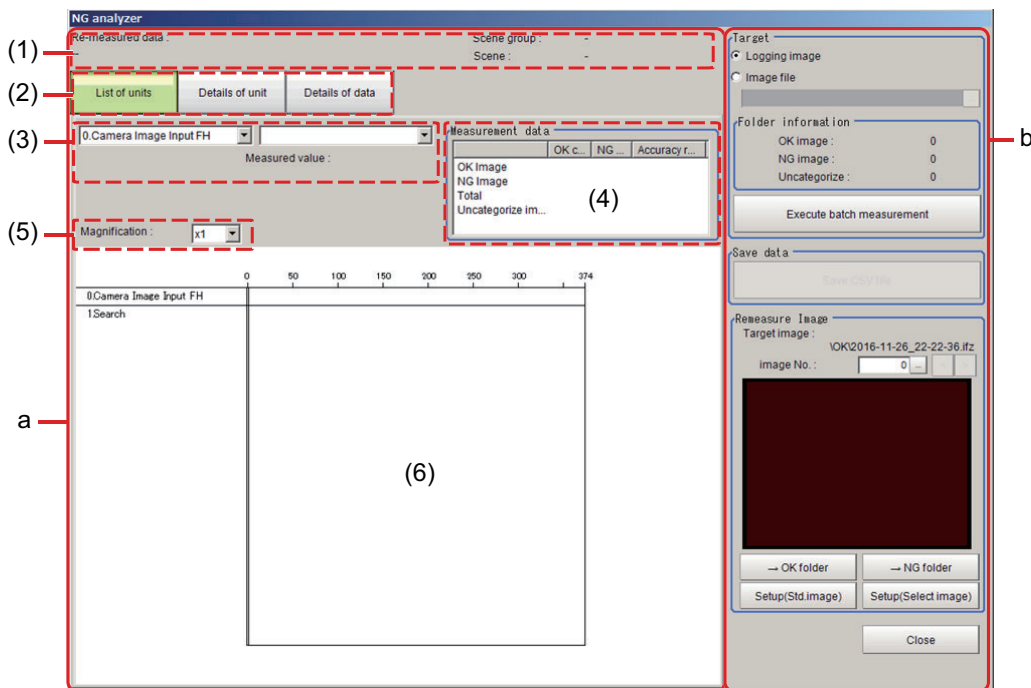 NG analyzer
(1)
Re-measured data :
--
Scene group : -
Scene : -
(2)
List of units
Details of unit
Details of data
(3)
0.Camera Image Input FH
Measured value :
Measurement data
OK c... NG ... Accuracy r...
OK Image
NG Image
Total
Uncategorize im...
(4)
(5)
Magnification : x1
0 50 100 150 200 250 300 374
0.Camera Image Input FH
1.Search
(6)
a
Target
Logging image
Image file
Folder information
OK image : 0
NG image : 0
Uncategorize : 0
Execute batch measurement
Save data
Save CSV file
Remeasure Image
Target image :
\OK\2016-11-26_22-22-36.ifz
image No. : 0 ...
→ OK folder
→ NG folder
Setup(Std.image)
Setup(Select image)
Close
b